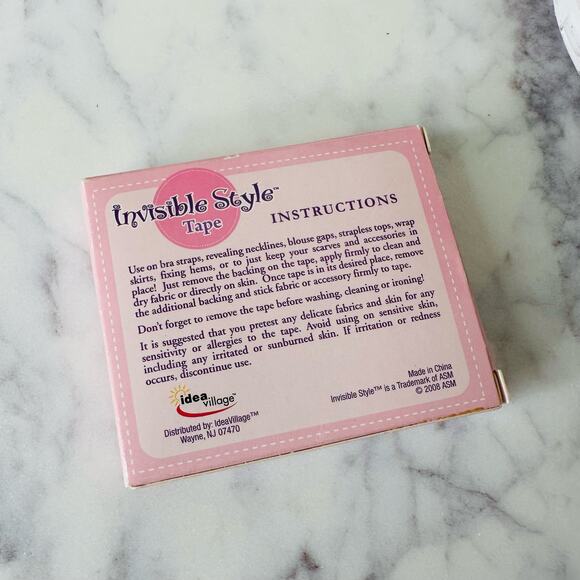 Invisible Style™
Tape
INSTRUCTIONS
Use on bra straps, revealing necklines, blouse gaps, strapless tops, wrap
skirts, fixing hems, or to just keep your scarves and accessories in
place! Just remove the backing on the tape, apply firmly to clean and
dry fabric or directly on skin. Once tape is in its desired place, remove
the additional backing and stick fabric or accessory firmly to tape.
Don't forget to remove the tape before washing, cleaning or ironing!
It is suggested that you pretest any delicate fabrics and skin for any
sensitivity or allergies to the tape. Avoid using on sensitive skin,
including any irritated or sunburned skin. If irritation or redness
occurs, discontinue use.
idea
village™
Distributed by: IdeaVillage™
Wayne, NJ 07470
Made in China
Invisible Style™ is a Trademark of ASM
© 2008 ASM